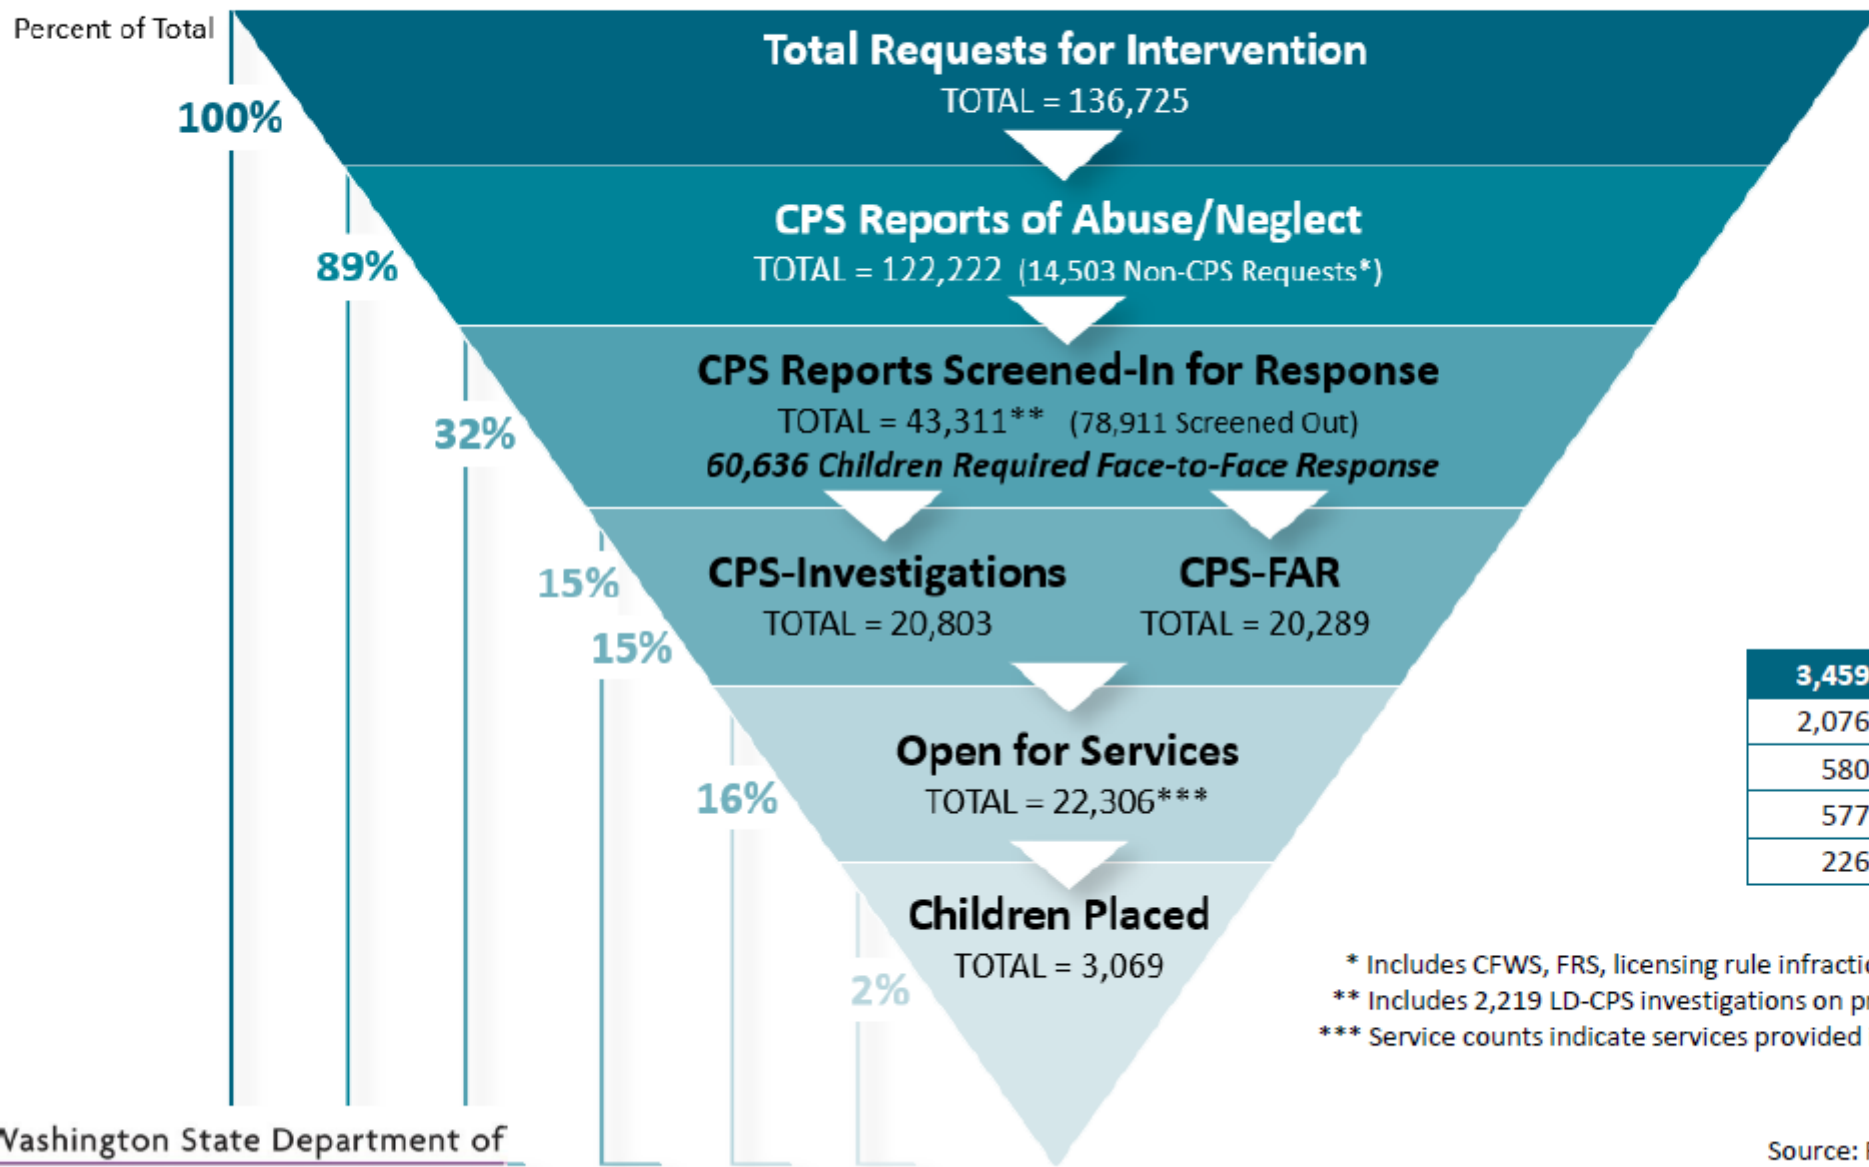 Percent of Total
Total Requests for Intervention
TOTAL = 136,725
100%
CPS Reports of Abuse/Neglect
TOTAL = 122,222 (14,503 Non-CPS Requests*)
89%
CPS Reports Screened-In for Response
TOTAL = 43,311** (78,911 Screened Out)
60,636 Children Required Face-to-Face Response
32%
CPS-Investigations
TOTAL = 20,803
CPS-FAR
TOTAL = 20,289
15%
15%
Open for Services
TOTAL = 22,306***
16%
Children Placed
TOTAL = 3,069
2%
3,459
2,076
580
577
226
* Includes CFWS, FRS, licensing rule
** Includes 2,219 LD-CPS investigations on
*** Service counts indicate services provided
Washington State Department of
Source: